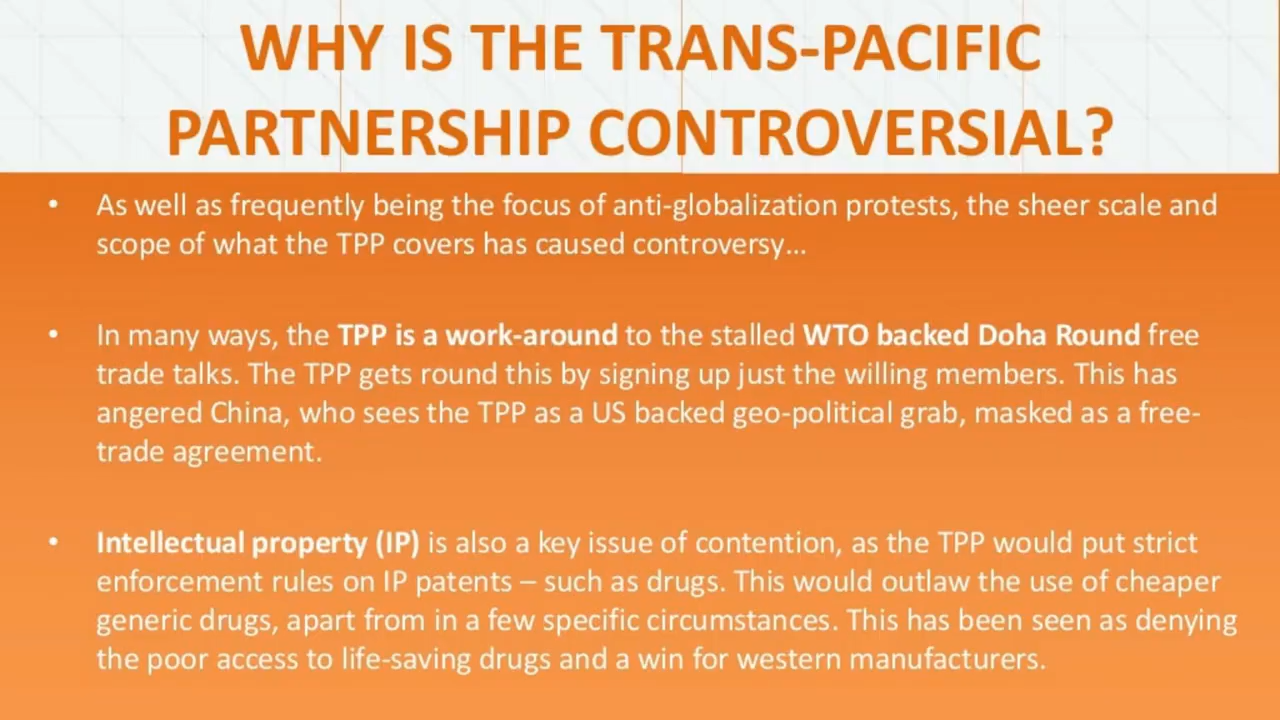 WHY IS THE TRANS-PACIFIC
PARTNERSHIP CONTROVERSIAL?
• As well as frequently being the focus of anti-globalization protests, the sheer scale and
scope of what the TPP covers has caused controversy…
• In many ways, the TPP is a work-around to the stalled WTO backed Doha Round free
trade talks. The TPP gets round this by signing up just the willing members. This has
angered China, who sees the TPP as a US backed geo-political grab, masked as a free-
trade agreement.
• Intellectual property (IP) is also a key issue of contention, as the TPP would put strict
enforcement rules on IP patents – such as drugs. This would outlaw the use of cheaper
generic drugs, apart from in a few specific circumstances. This has been seen as denying
the poor access to life-saving drugs and a win for western manufacturers.